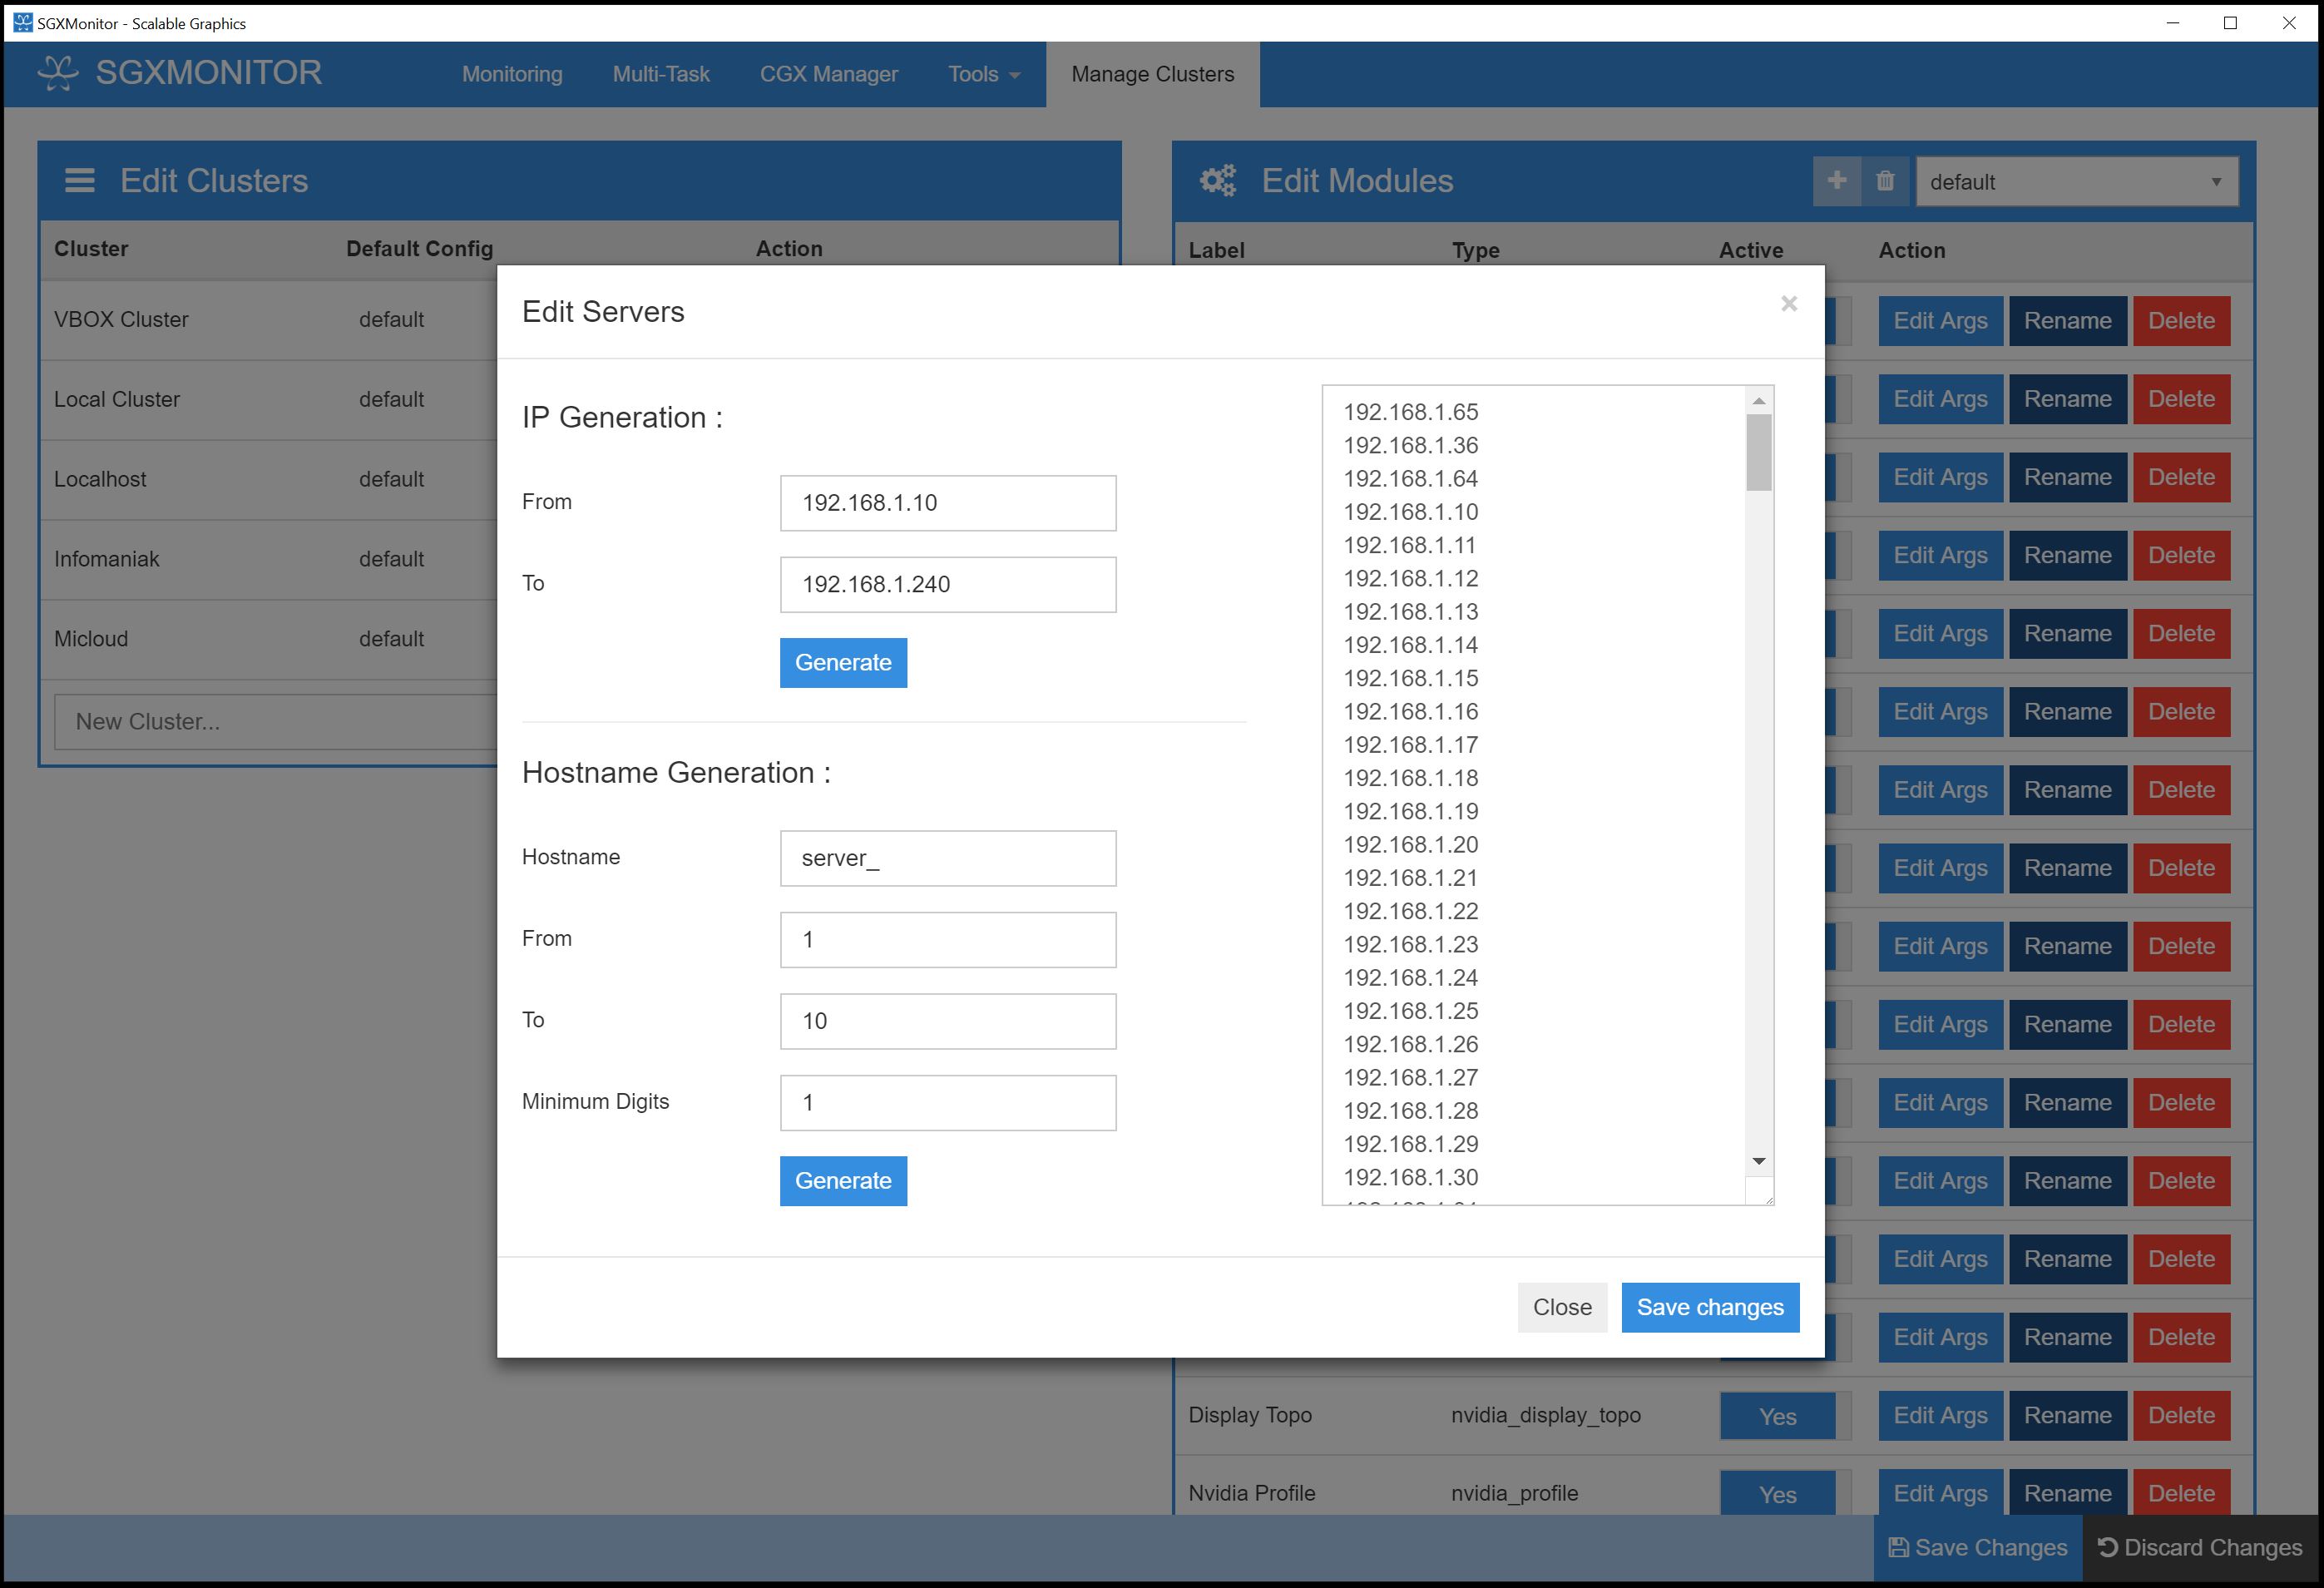 SGXMonitor - Scalable Graphics
SGXMONITOR
Monitoring
Multi-Task
CGX Manager
Tools
Manage Clusters
Edit Clusters
Cluster Default Config Action
VBOX Cluster default
Local Cluster default
Localhost default
Infomaniak default
Micloud default
New Cluster...
Edit Modules
default
Label Type Active Action
Edit Args Rename Delete
Edit Args Rename Delete
Edit Args Rename Delete
Edit Args Rename Delete
Edit Args Rename Delete
Edit Args Rename Delete
Edit Args Rename Delete
Edit Args Rename Delete
Edit Args Rename Delete
Edit Args Rename Delete
Edit Args Rename Delete
Edit Args Rename Delete
Edit Args Rename Delete
Edit Args Rename Delete
Display Topo nvidia_display_topo Yes Edit Args Rename Delete
Nvidia Profile nvidia_profile Yes Edit Args Rename Delete
Edit Servers
×
IP Generation :
From 192.168.1.10
To 192.168.1.240
Generate
Hostname Generation :
Hostname server_
From 1
To 10
Minimum Digits 1
Generate
192.168.1.65
192.168.1.36
192.168.1.64
192.168.1.10
192.168.1.11
192.168.1.12
192.168.1.13
192.168.1.14
192.168.1.15
192.168.1.16
192.168.1.17
192.168.1.18
192.168.1.19
192.168.1.20
192.168.1.21
192.168.1.22
192.168.1.23
192.168.1.24
192.168.1.25
192.168.1.26
192.168.1.27
192.168.1.28
192.168.1.29
192.168.1.30
Close
Save changes
Save Changes
Discard Changes